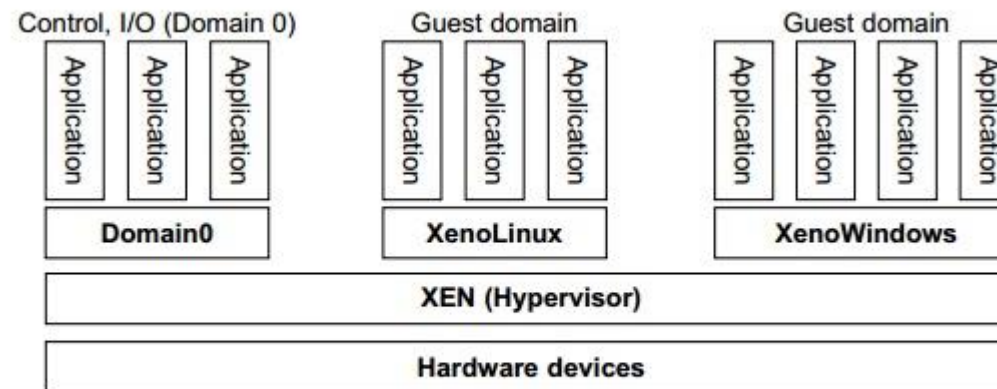 Control, I/O (Domain 0) Guest domain Guest domain
Application Application Application Application Application Application Application Application Application Application
Domain0 XenoLinux XenoWindows
XEN (Hypervisor)
Hardware devices